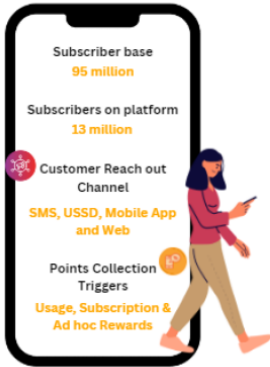 Subscriber base
95 million
Subscribers on platform
13 million
Customer Reach out
Channel
SMS, USSD, Mobile App
and Web
Points Collection
Triggers
Usage, Subscription &
Ad hoc Rewards